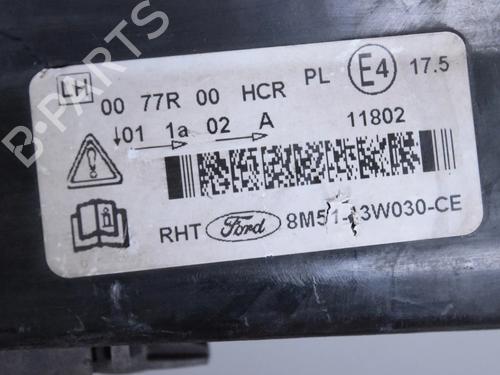 LH 00 77R 00 HCR PL E4 17.5
01 1a 02 A 11802
RHT Ford 8M51-13W030-CE
B-PARTS